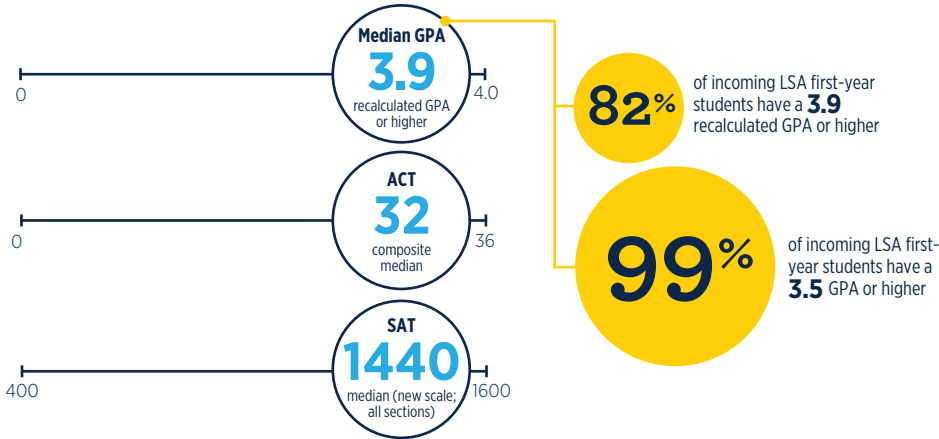 Median GPA
3.9
recalculated GPA
or higher
0
4.0
82%
of incoming LSA first-year
students have a 3.9
recalculated GPA or higher
ACT
32
composite
median
0
36
99%
of incoming LSA first-
year students have a
3.5 GPA or higher
SAT
1440
median (new scale;
all sections)
400
1600